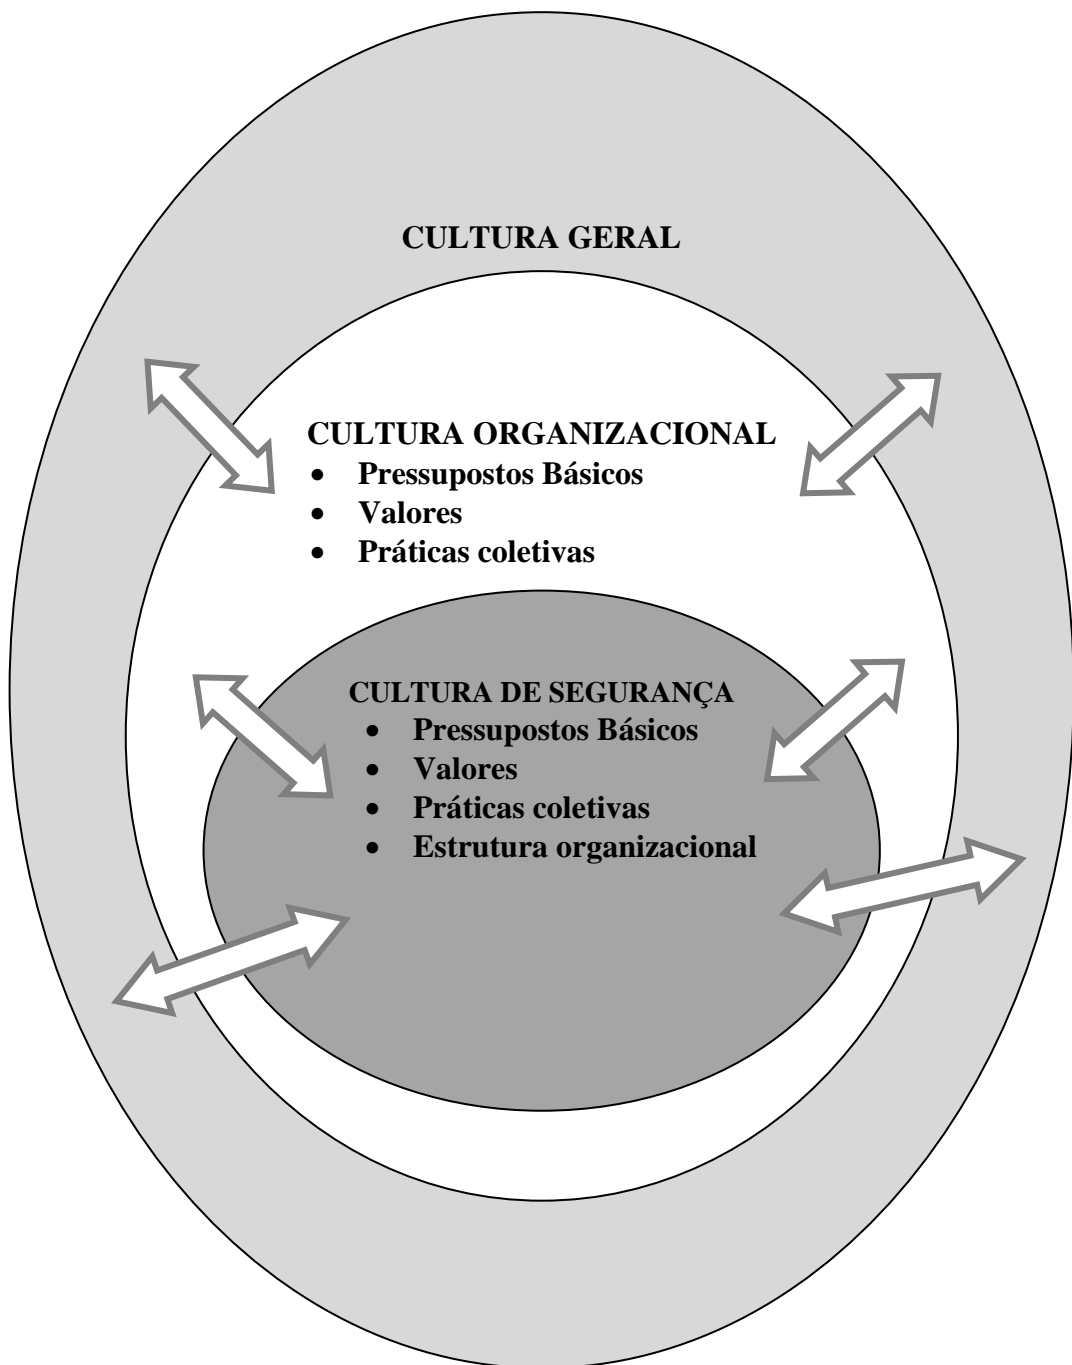 CULTURA GERAL
CULTURA ORGANIZACIONAL
• Pressupostos Básicos
• Valores
• Práticas coletivas
CULTURA DE SEGURANÇA
• Pressupostos Básicos
• Valores
• Práticas coletivas
• Estrutura organizacional